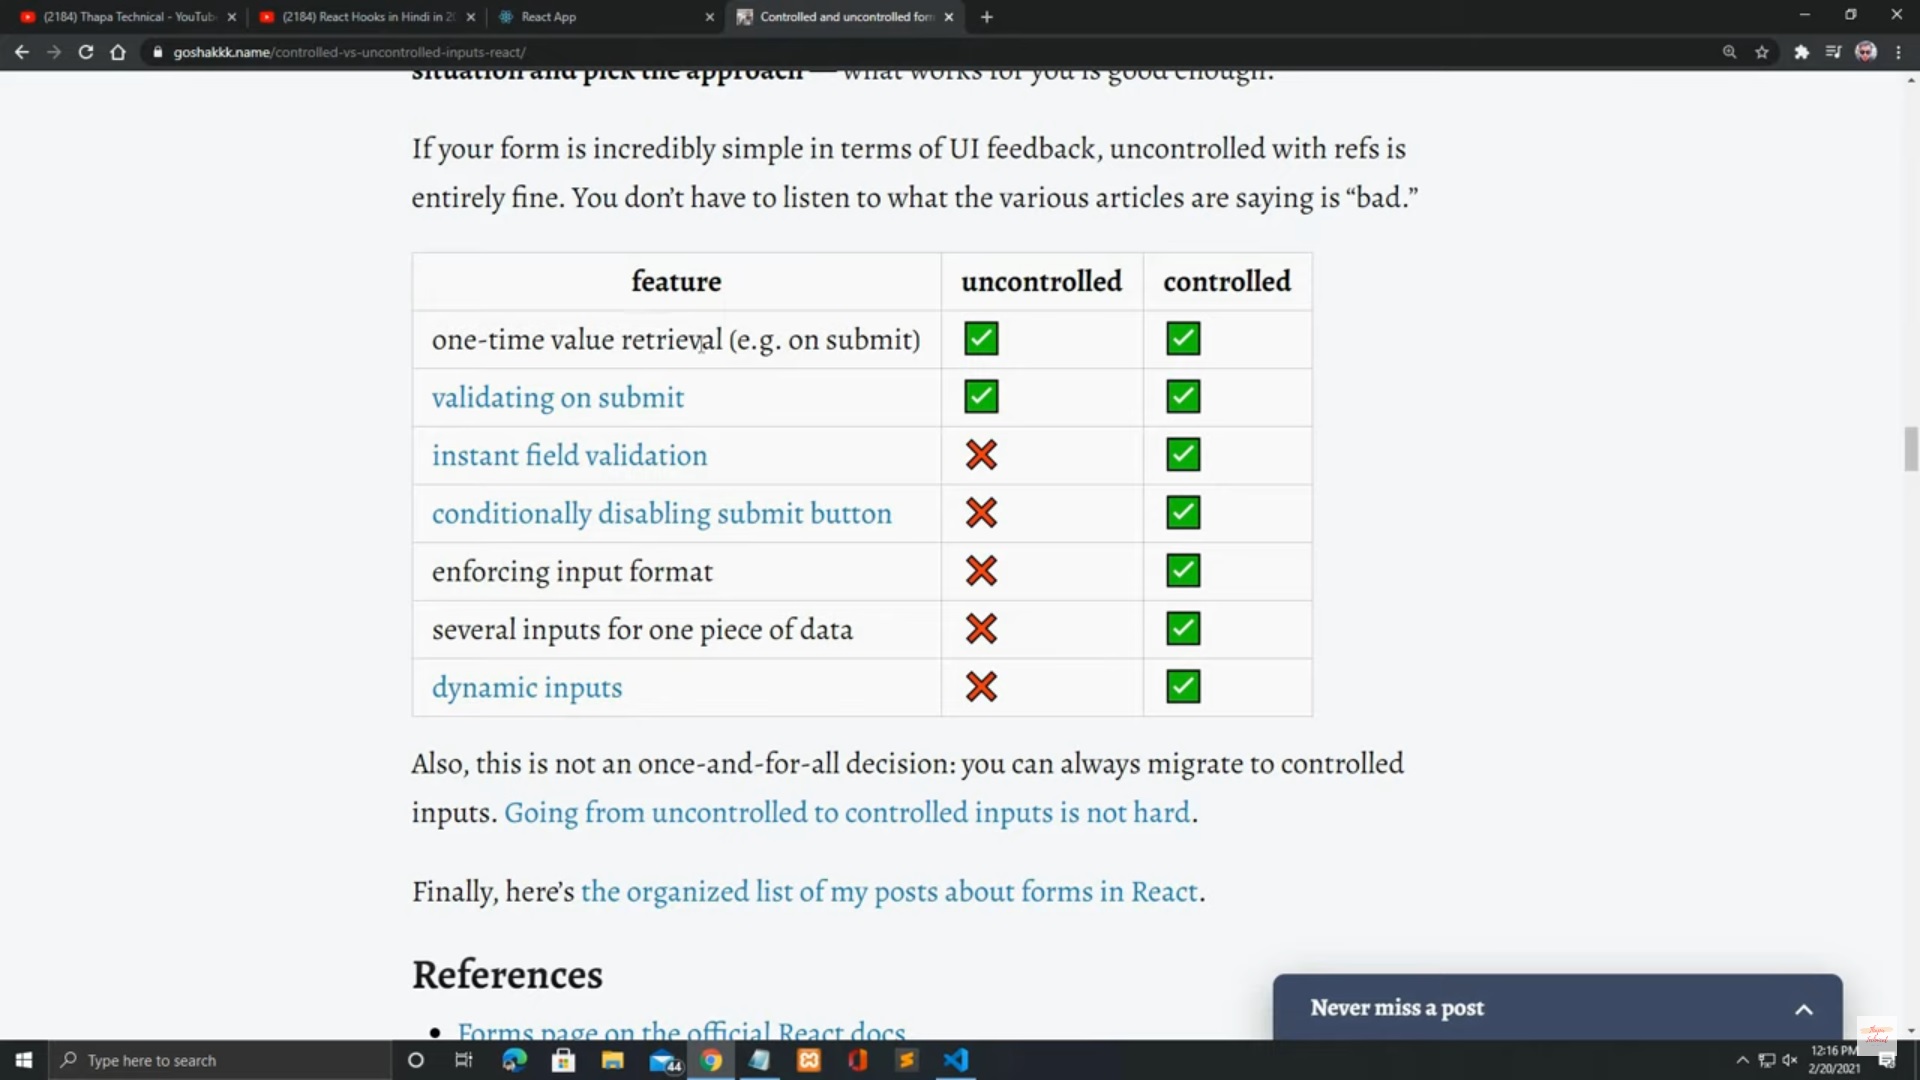 (2184) Thapa Technical - YouTub
(2184) React Hooks in Hindi in 2
React App
Controlled and uncontrolled for
goshakkk.name/controlled-vs-uncontrolled-inputs-react/
situation and pick the approach — what works for you is good enough.
If your form is incredibly simple in terms of UI feedback, uncontrolled with refs is
entirely fine. You don’t have to listen to what the various articles are saying is “bad.”
feature uncontrolled controlled
one-time value retrieval (e.g. on submit) ✅ ✅
validating on submit ✅ ✅
instant field validation ❌ ✅
conditionally disabling submit button ❌ ✅
enforcing input format ❌ ✅
several inputs for one piece of data ❌ ✅
dynamic inputs ❌ ✅
Also, this is not an once-and-for-all decision: you can always migrate to controlled
inputs. Going from uncontrolled to controlled inputs is not hard.
Finally, here’s the organized list of my posts about forms in React.
References
Forms page on the official React docs
Never miss a post
Type here to search
44
12:16 PM
2/20/2021